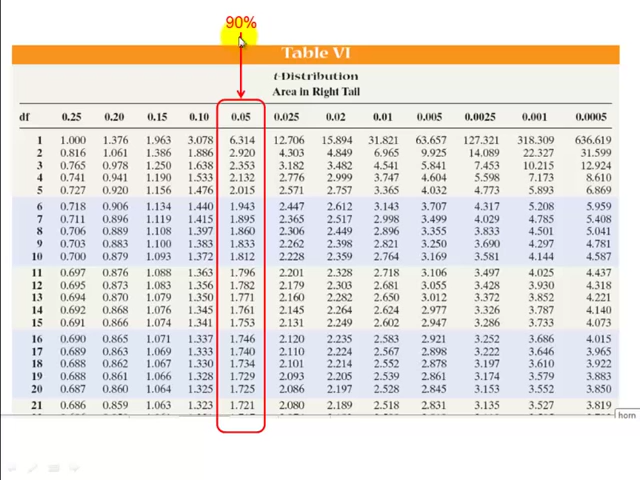 90%
Table VI
t-Distribution
Area in Right Tail
df 0.25 0.20 0.15 0.10 0.05 0.025 0.02 0.01 0.005 0.0025 0.001 0.0005
1 1.000 1.376 1.963 3.078 6.314 12.706 15.894 31.821 63.657 127.321 318.309 636.619
2 0.816 1.061 1.386 1.886 2.920 4.303 4.849 6.965 9.925 14.089 22.327 31.599
3 0.765 0.978 1.250 1.638 2.353 3.182 3.482 4.541 5.841 7.453 10.215 12.924
4 0.741 0.941 1.190 1.533 2.132 2.776 2.999 3.747 4.604 5.598 7.173 8.610
5 0.727 0.920 1.156 1.476 2.015 2.571 2.757 3.365 4.032 4.773 5.893 6.869
6 0.718 0.906 1.134 1.440 1.943 2.447 2.612 3.143 3.707 4.317 5.208 5.959
7 0.711 0.896 1.119 1.415 1.895 2.365 2.517 2.998 3.499 4.029 4.785 5.408
8 0.706 0.889 1.108 1.397 1.860 2.306 2.449 2.896 3.355 3.833 4.501 5.041
9 0.703 0.883 1.100 1.383 1.833 2.262 2.398 2.821 3.250 3.690 4.297 4.781
10 0.700 0.879 1.093 1.372 1.812 2.228 2.359 2.764 3.169 3.581 4.144 4.587
11 0.697 0.876 1.088 1.363 1.796 2.201 2.328 2.718 3.106 3.497 4.025 4.437
12 0.695 0.873 1.083 1.356 1.782 2.179 2.303 2.681 3.055 3.428 3.930 4.318
13 0.694 0.870 1.079 1.350 1.771 2.160 2.282 2.650 3.012 3.372 3.852 4.221
14 0.692 0.868 1.076 1.345 1.761 2.145 2.264 2.624 2.977 3.326 3.787 4.140
15 0.691 0.866 1.074 1.341 1.753 2.131 2.249 2.602 2.947 3.286 3.733 4.073
16 0.690 0.865 1.071 1.337 1.746 2.120 2.235 2.583 2.921 3.252 3.686 4.015
17 0.689 0.863 1.069 1.333 1.740 2.110 2.224 2.567 2.898 3.222 3.646 3.965
18 0.688 0.862 1.067 1.330 1.734 2.101 2.214 2.552 2.878 3.197 3.610 3.922
19 0.688 0.861 1.066 1.328 1.729 2.093 2.205 2.539 2.861 3.174 3.579 3.883
20 0.687 0.860 1.064 1.325 1.725 2.086 2.197 2.528 2.845 3.153 3.552 3.850
21 0.686 0.859 1.063 1.323 1.721 2.080 2.189 2.518 2.831 3.135 3.527 3.819
horn